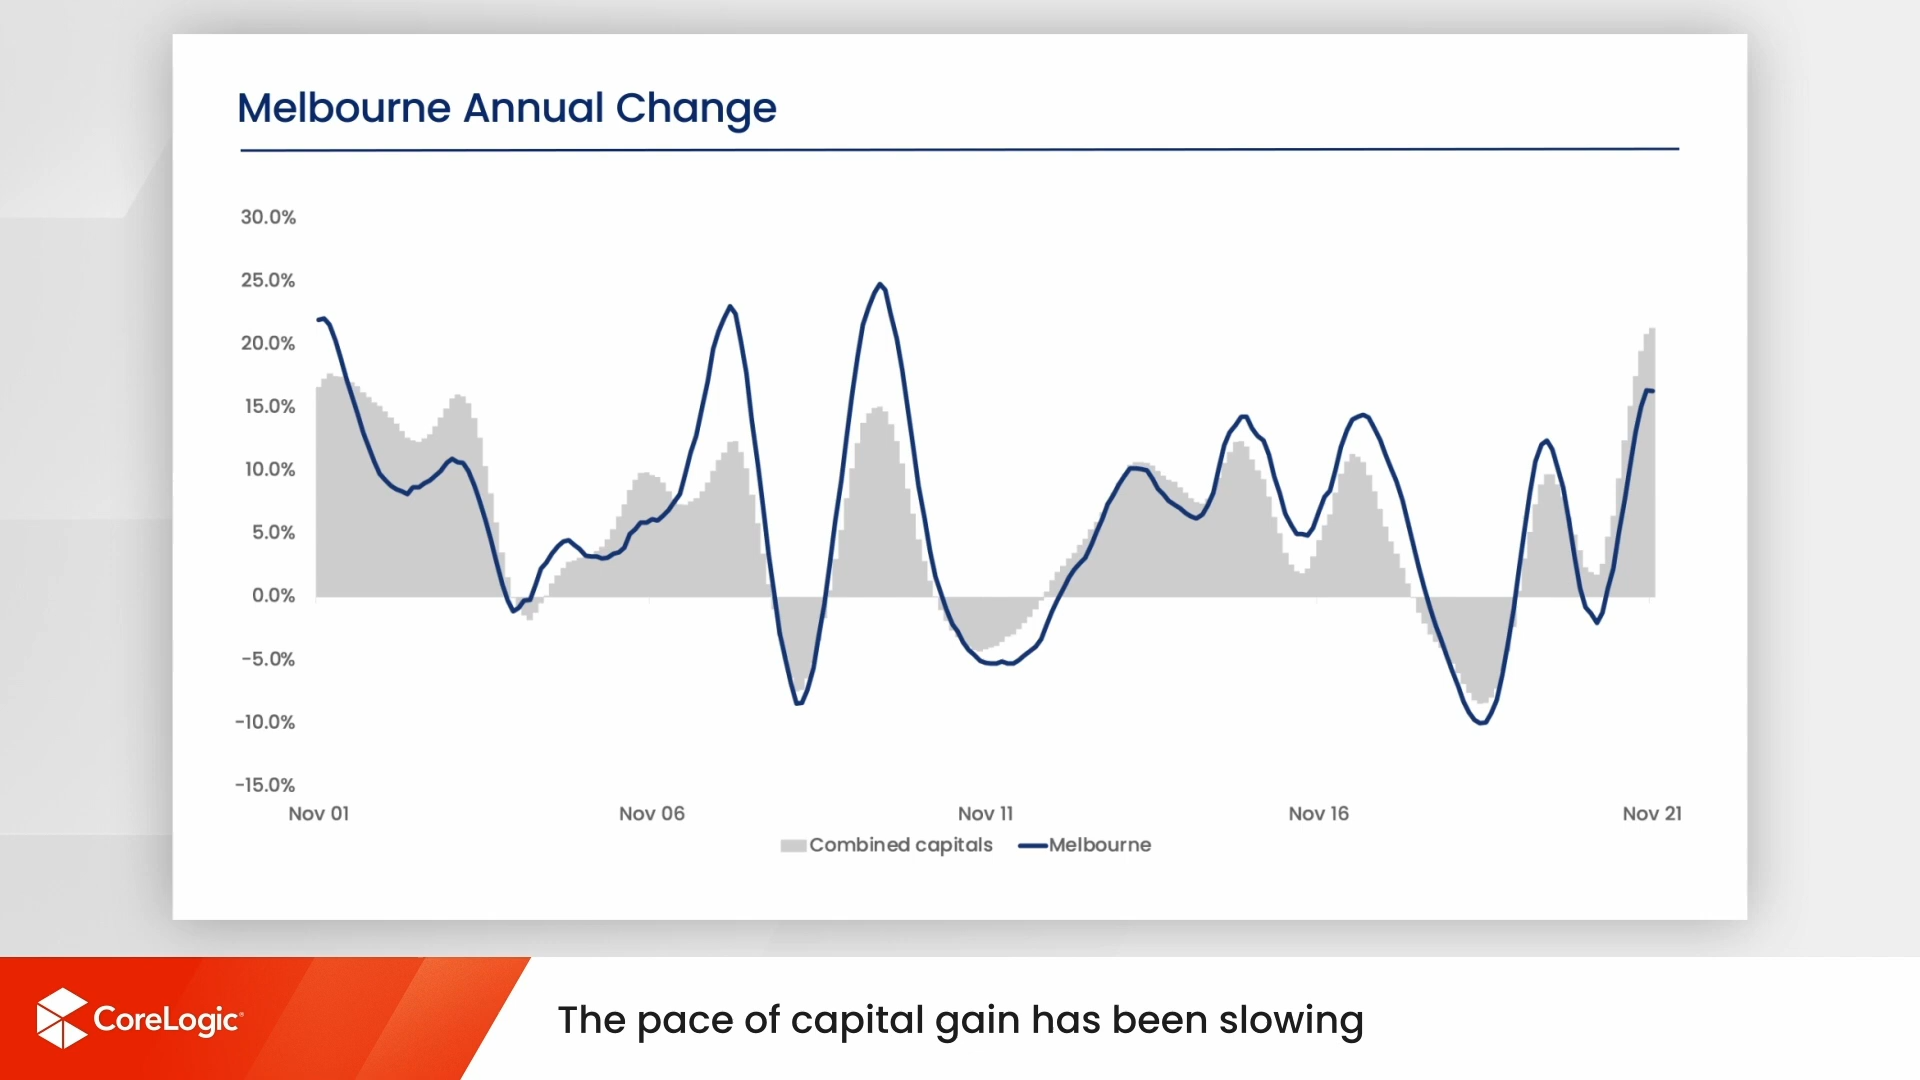 Melbourne Annual Change
30.0%
25.0%
20.0%
15.0%
10.0%
5.0%
0.0%
-5.0%
-10.0%
-15.0%
Nov 01 Nov 06 Nov 11 Nov 16 Nov 21
Combined capitals Melbourne
CoreLogic
The pace of capital gain has been slowing